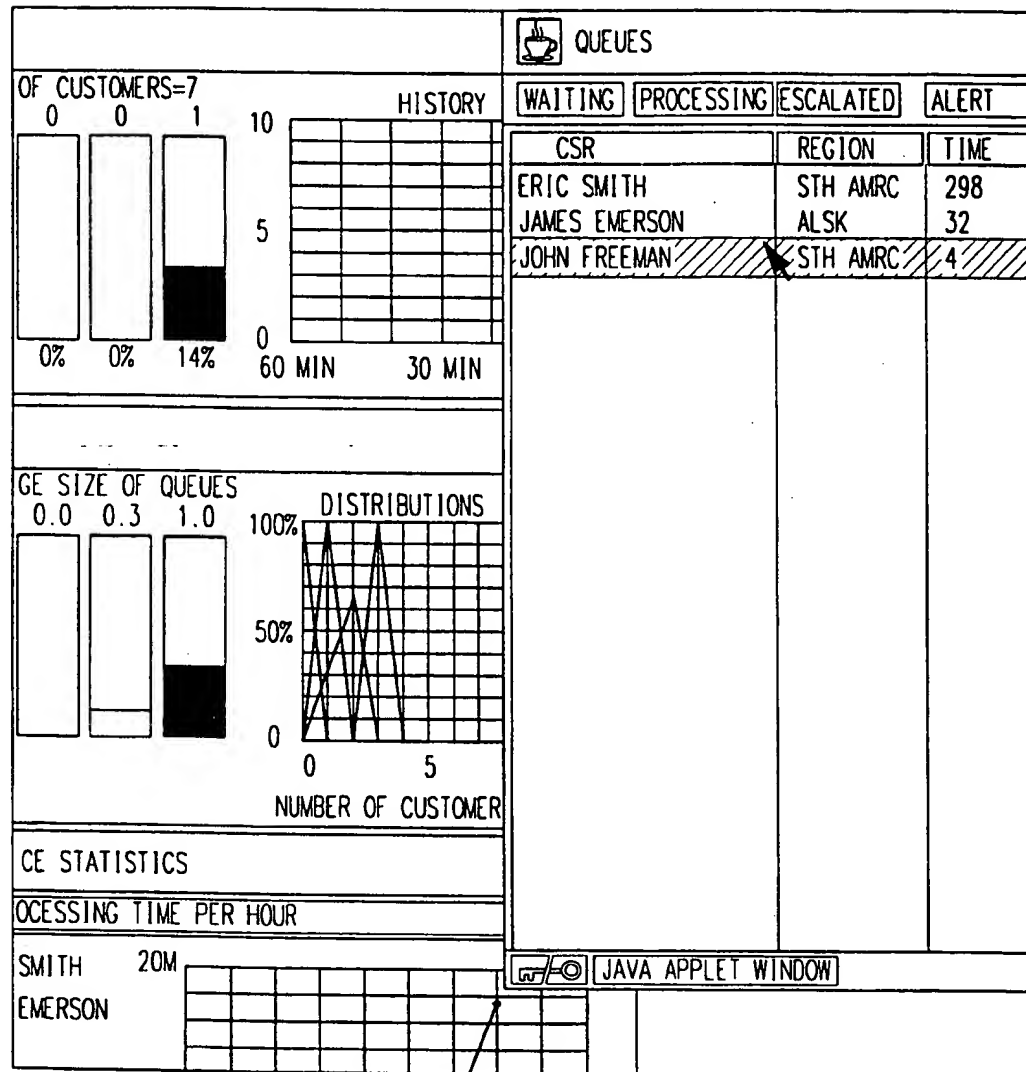 OF CUSTOMERS=7
0 0 1
HISTORY
10
5
0
0% 0% 14%
60 MIN 30 MIN
GE SIZE OF QUEUES
0.0 0.3 1.0
DISTRIBUTIONS
100%
50%
0
0 5
NUMBER OF CUSTOMER
CE STATISTICS
OCESSING TIME PER HOUR
SMITH 20M
EMERSON
QUEUES
WAITING PROCESSING ESCALATED ALERT
CSR REGION TIME
ERIC SMITH STH AMRC 298
JAMES EMERSON ALSK 32
JOHN FREEMAN STH AMRC 4
JAVA APPLET WINDOW